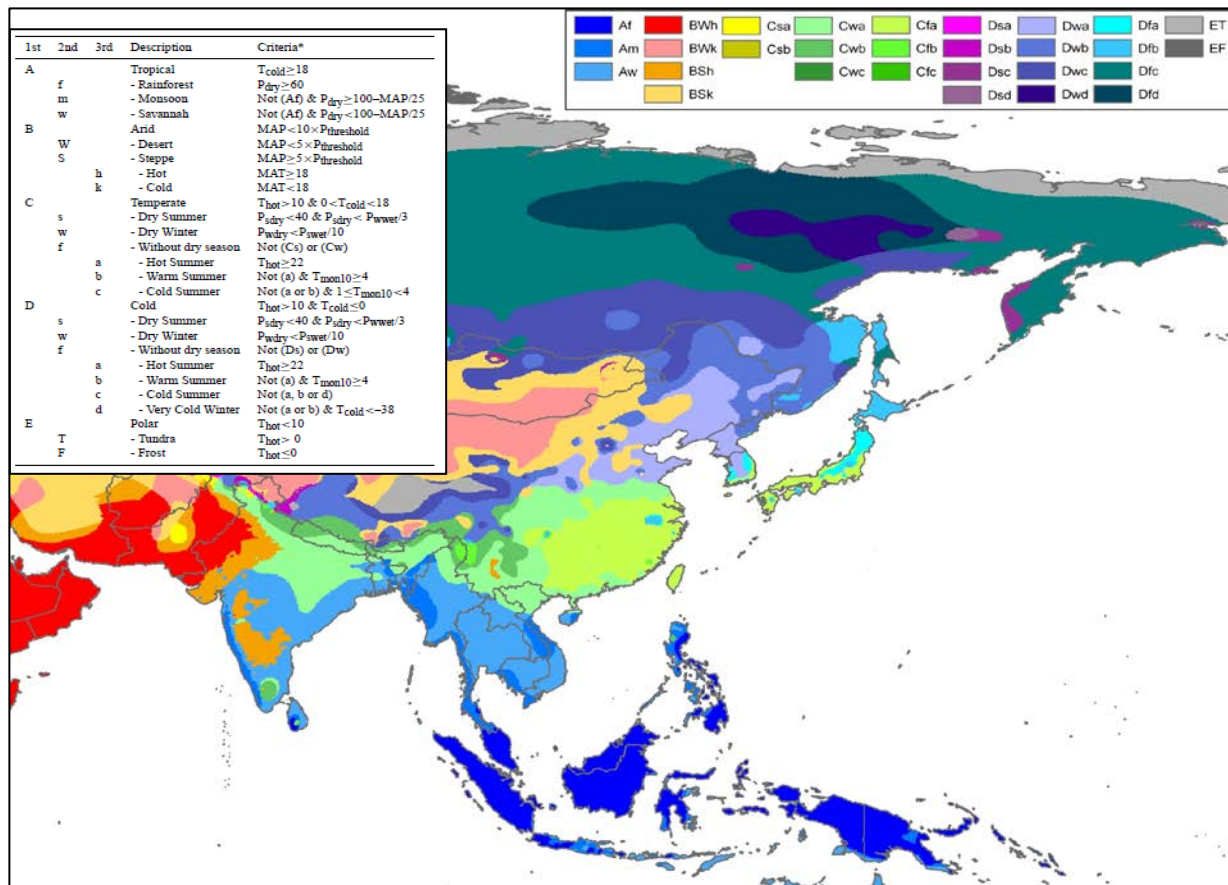 1st 2nd 3rd Description Criteria*
A Tropical Tcold≥18
f - Rainforest Pdry≥60
m - Monsoon Not (Af) & Pdry≥100–MAP/25
w - Savannah Not (Af) & Pdry<100–MAP/25
B Arid MAP<10×Pthreshold
W - Desert MAP<5×Pthreshold
S - Steppe MAP≥5×Pthreshold
h - Hot MAT≥18
k - Cold MAT<18
C Temperate Thot>10 & 0<Tcold<18
s - Dry Summer Psdry<40 & Psdry< Pwwet/3
w - Dry Winter Pwdry<Pswet/10
f - Without dry season Not (Cs) or (Cw)
a - Hot Summer Thot≥22
b - Warm Summer Not (a) & Tmon10≥4
c - Cold Summer Not (a or b) & 1≤Tmon10<4
D Cold Thot>10 & Tcold≤0
s - Dry Summer Psdry<40 & Psdry<Pwwet/3
w - Dry Winter Pwdry<Pswet/10
f - Without dry season Not (Ds) or (Dw)
a - Hot Summer Thot≥22
b - Warm Summer Not (a) & Tmon10≥4
c - Cold Summer Not (a, b or d)
d - Very Cold Winter Not (a or b) & Tcold<–38
E Polar Thot<10
T - Tundra Thot> 0
F - Frost Thot≤0
Af BWh Csa Cwa Cfa Dsa Dwa Dfa ET
Am BWk Csb Cwb Cfb Dsb Dwb Dfb EF
Aw BSh Cwc Cfc Dsc Dwc Dfc
BSk Dsd Dwd Dfd